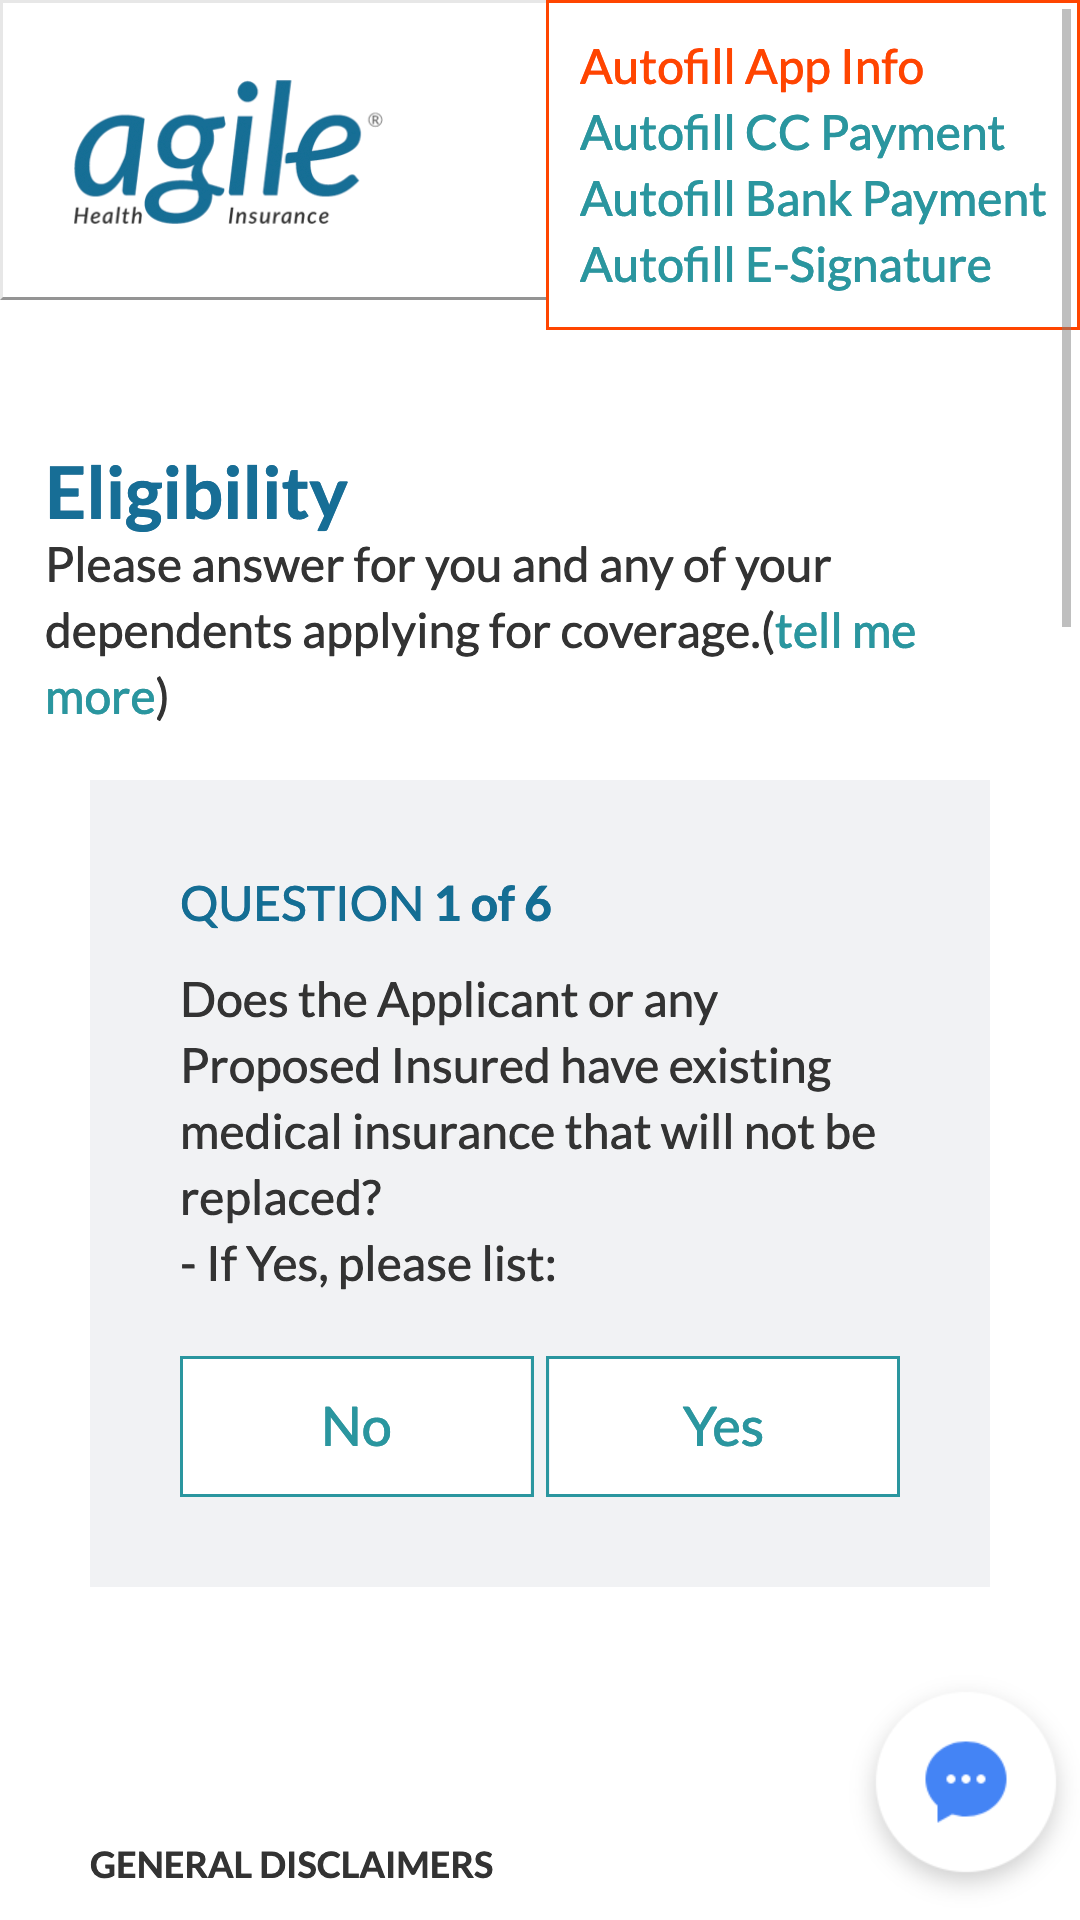 agile®
Health Insurance
Autofill App Info
Autofill CC Payment
Autofill Bank Payment
Autofill E-Signature
Eligibility
Please answer for you and any of your
dependents applying for coverage.(tell me
more)
QUESTION 1 of 6
Does the Applicant or any
Proposed Insured have existing
medical insurance that will not be
replaced?
- If Yes, please list:
No Yes
GENERAL DISCLAIMERS